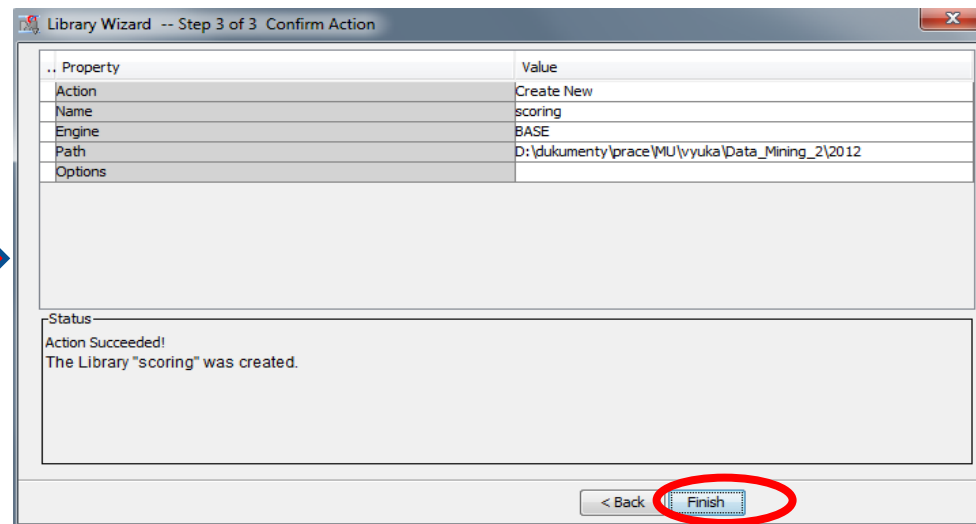 Library Wizard -- Step 3 of 3 Confirm Action
.. Property Value
Action Create New
Name scoring
Engine BASE
Path D:\dukumenty\prace\MU\vyuka\Data_Mining_2\2012
Options
Status
Action Succeeded!
The Library "scoring" was created.
< Back Finish